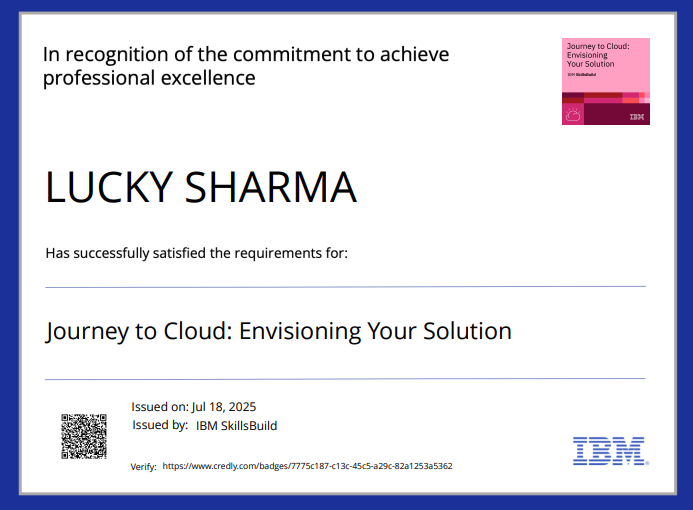 In recognition of the commitment to achieve
professional excellence
Journey to Cloud:
Envisioning
Your Solution
IBM SkillsBuild
IBM
LUCKY SHARMA
Has successfully satisfied the requirements for:
Journey to Cloud: Envisioning Your Solution
Issued on: Jul 18, 2025
Issued by: IBM SkillsBuild
Verify: https://www.credly.com/badges/7775c187-c13c-45c5-a29c-82a1253a5362
IBM®